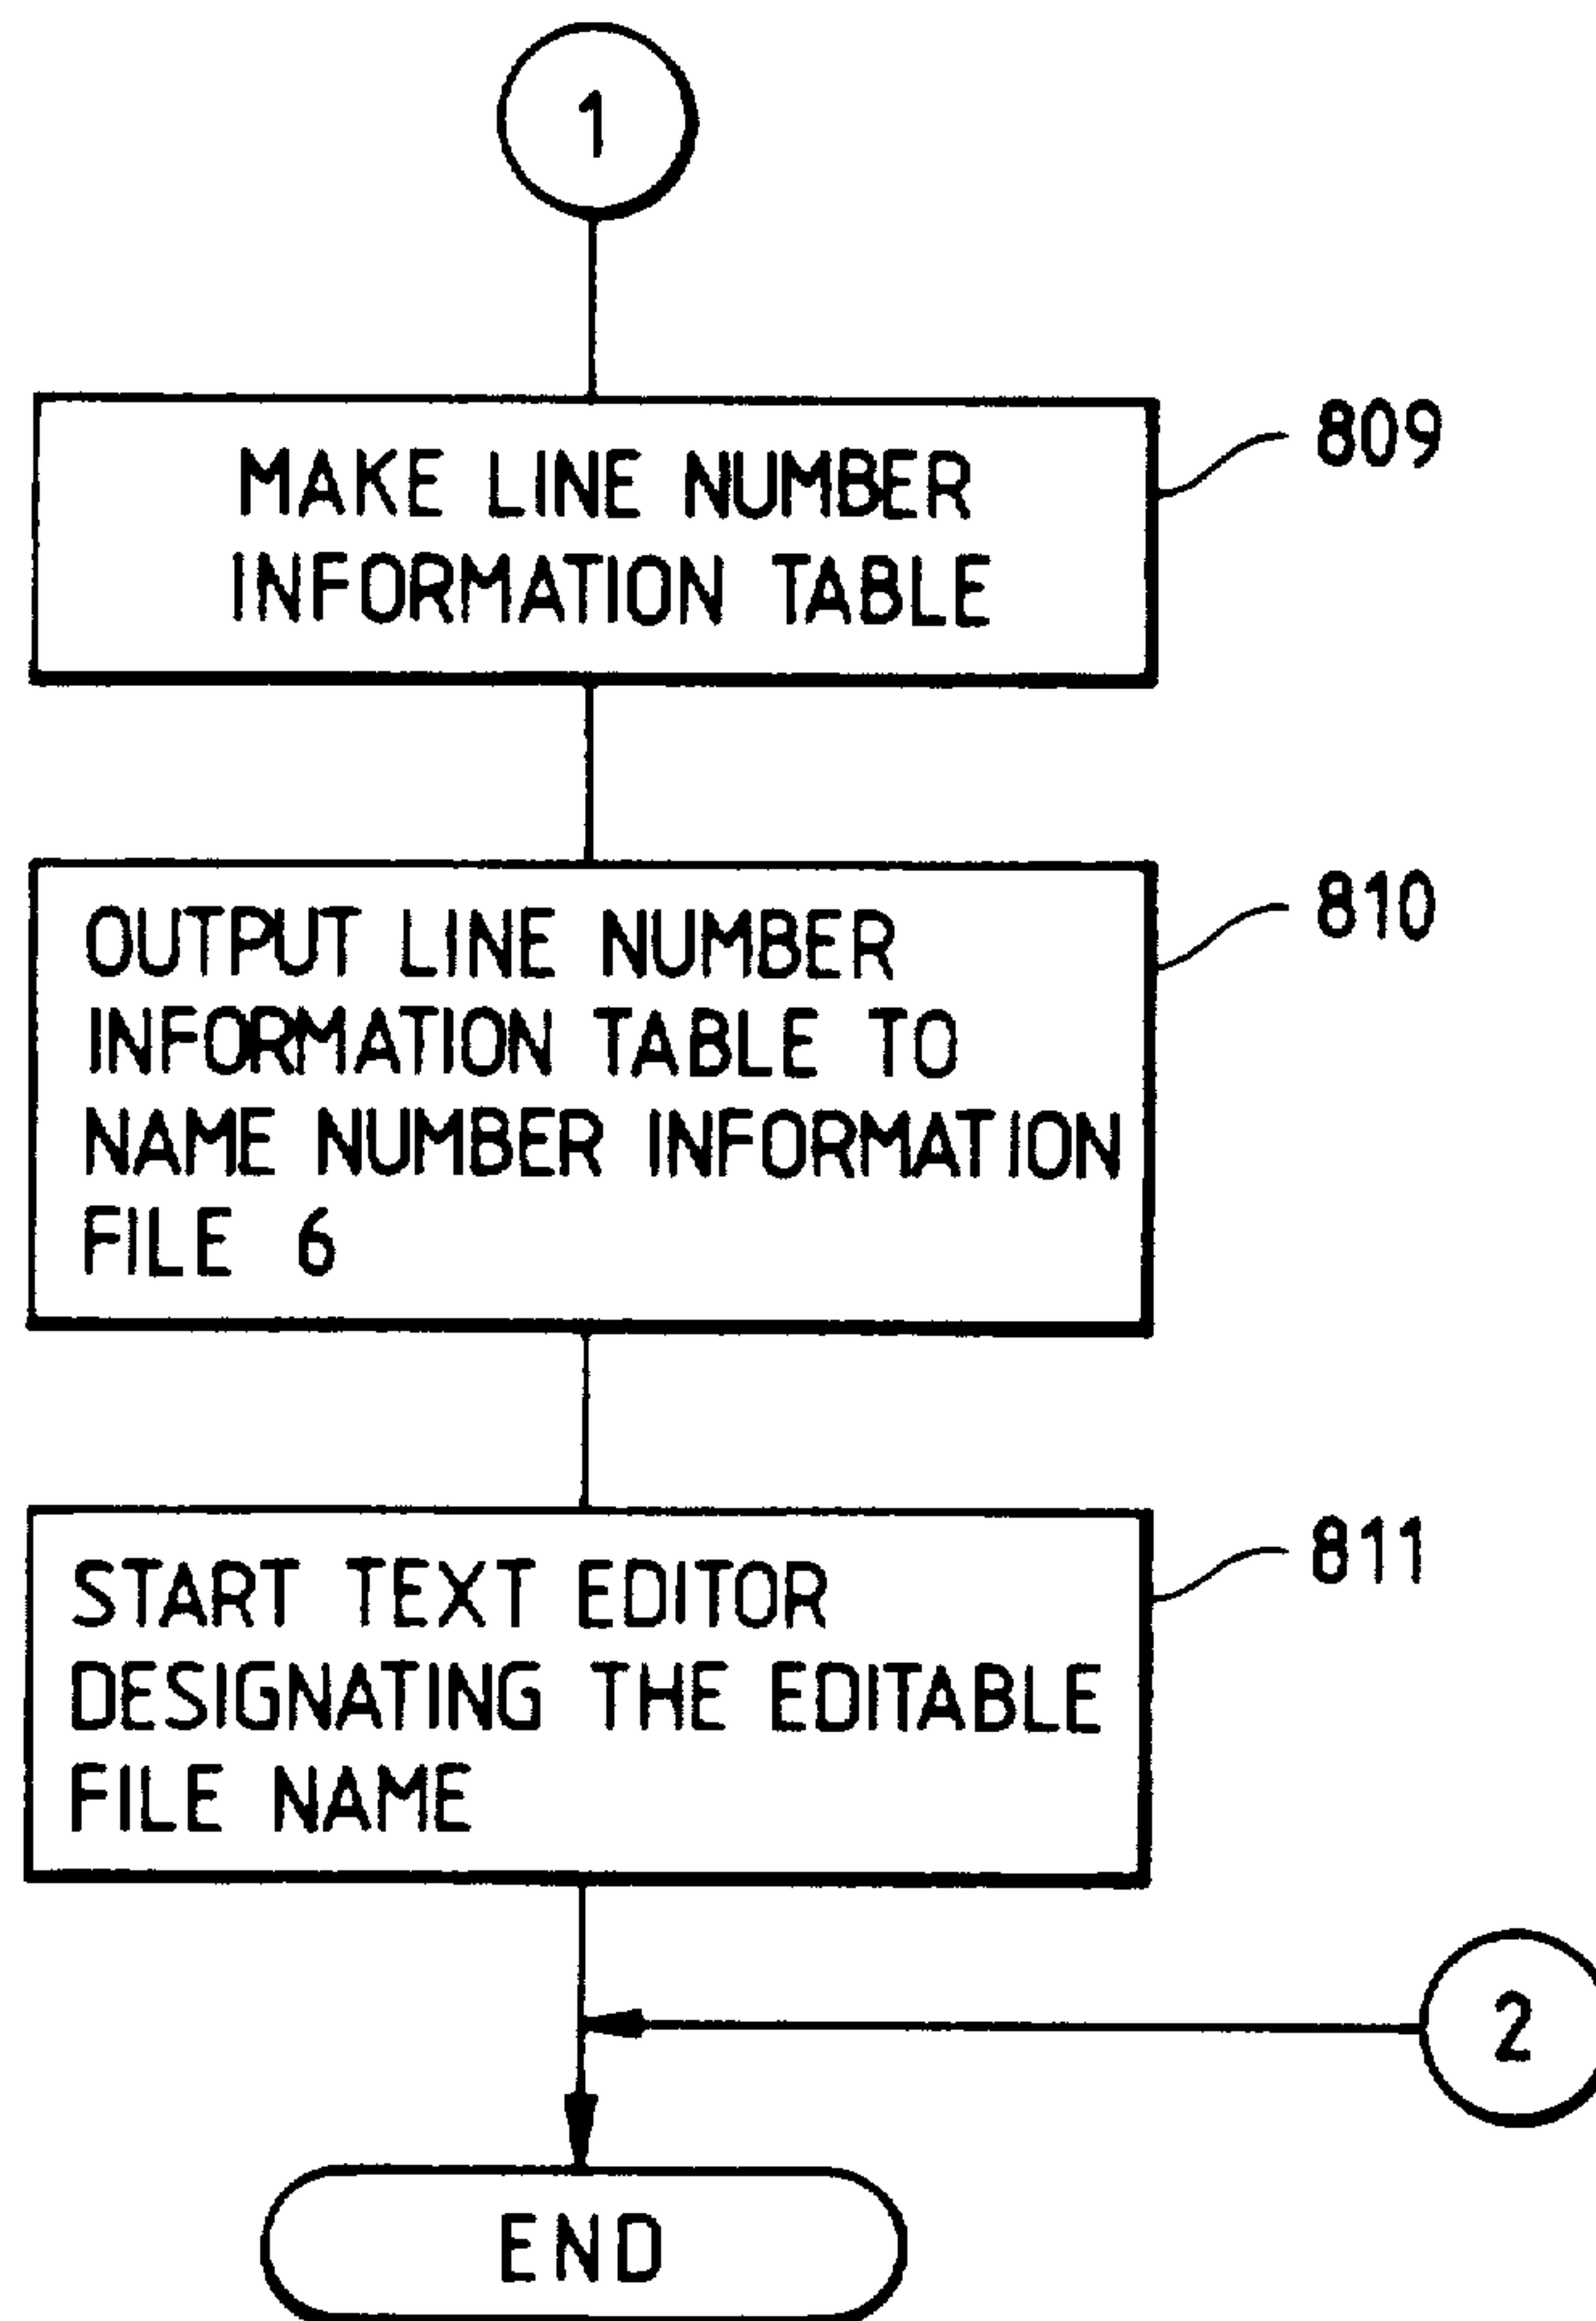 1
MAKE LINE NUMBER
INFORMATION TABLE
809
OUTPUT LINE NUMBER
INFORMATION TABLE TO
NAME NUMBER INFORMATION
FILE 6
810
START TEXT EDITOR
DESIGNATING THE EDITABLE
FILE NAME
811
2
END